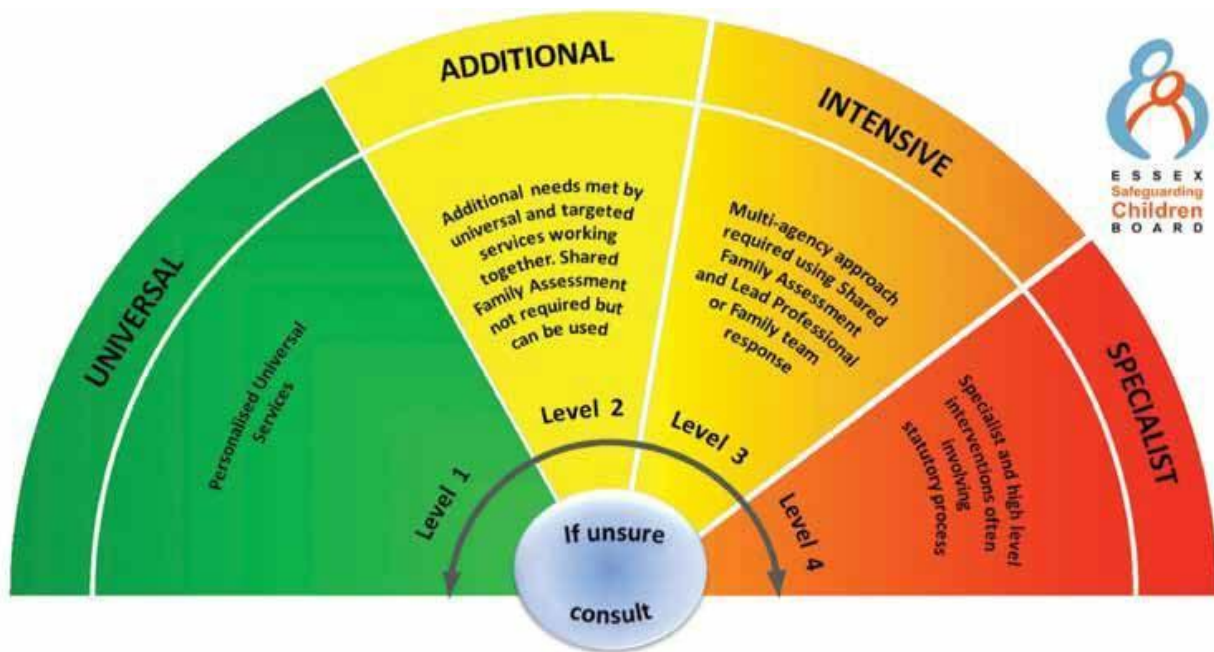 UNIVERSAL
Personalised Universal
Services
Level 1
ADDITIONAL
Additional needs met by
universal and targeted
services working
together. Shared
Family Assessment
not required but
can be used
Level 2
INTENSIVE
Multi-agency approach
required using Shared
Family Assessment
and Lead Professional
or Family team
response
Level 3
SPECIALIST
Specialist and high level
interventions often
involving
statutory process
Level 4
If unsure
consult
ESSEX
Safeguarding
Children
BOARD